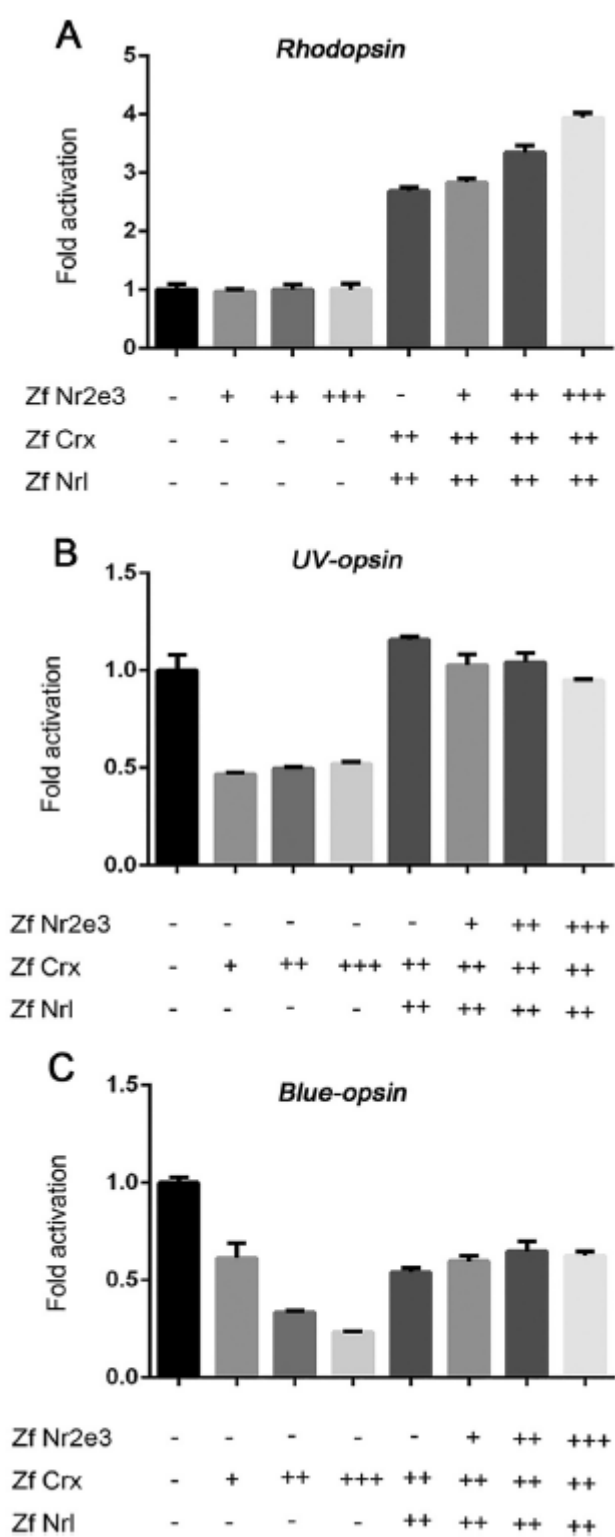 A
Rhodopsin
Fold activation
5
4
3
2
1
0
Zf Nr2e3 - + ++ +++ - + ++ +++
Zf Crx - - - - ++ ++ ++ ++
Zf Nrl - - - - ++ ++ ++ ++
B
UV-opsin
Fold activation
1.5
1.0
0.5
0.0
Zf Nr2e3 - - - - - + ++ +++
Zf Crx - + ++ +++ ++ ++ ++ ++
Zf Nrl - - - - ++ ++ ++ ++
C
Blue-opsin
Fold activation
1.5
1.0
0.5
0.0
Zf Nr2e3 - - - - - + ++ +++
Zf Crx - + ++ +++ ++ ++ ++ ++
Zf Nrl - - - - ++ ++ ++ ++